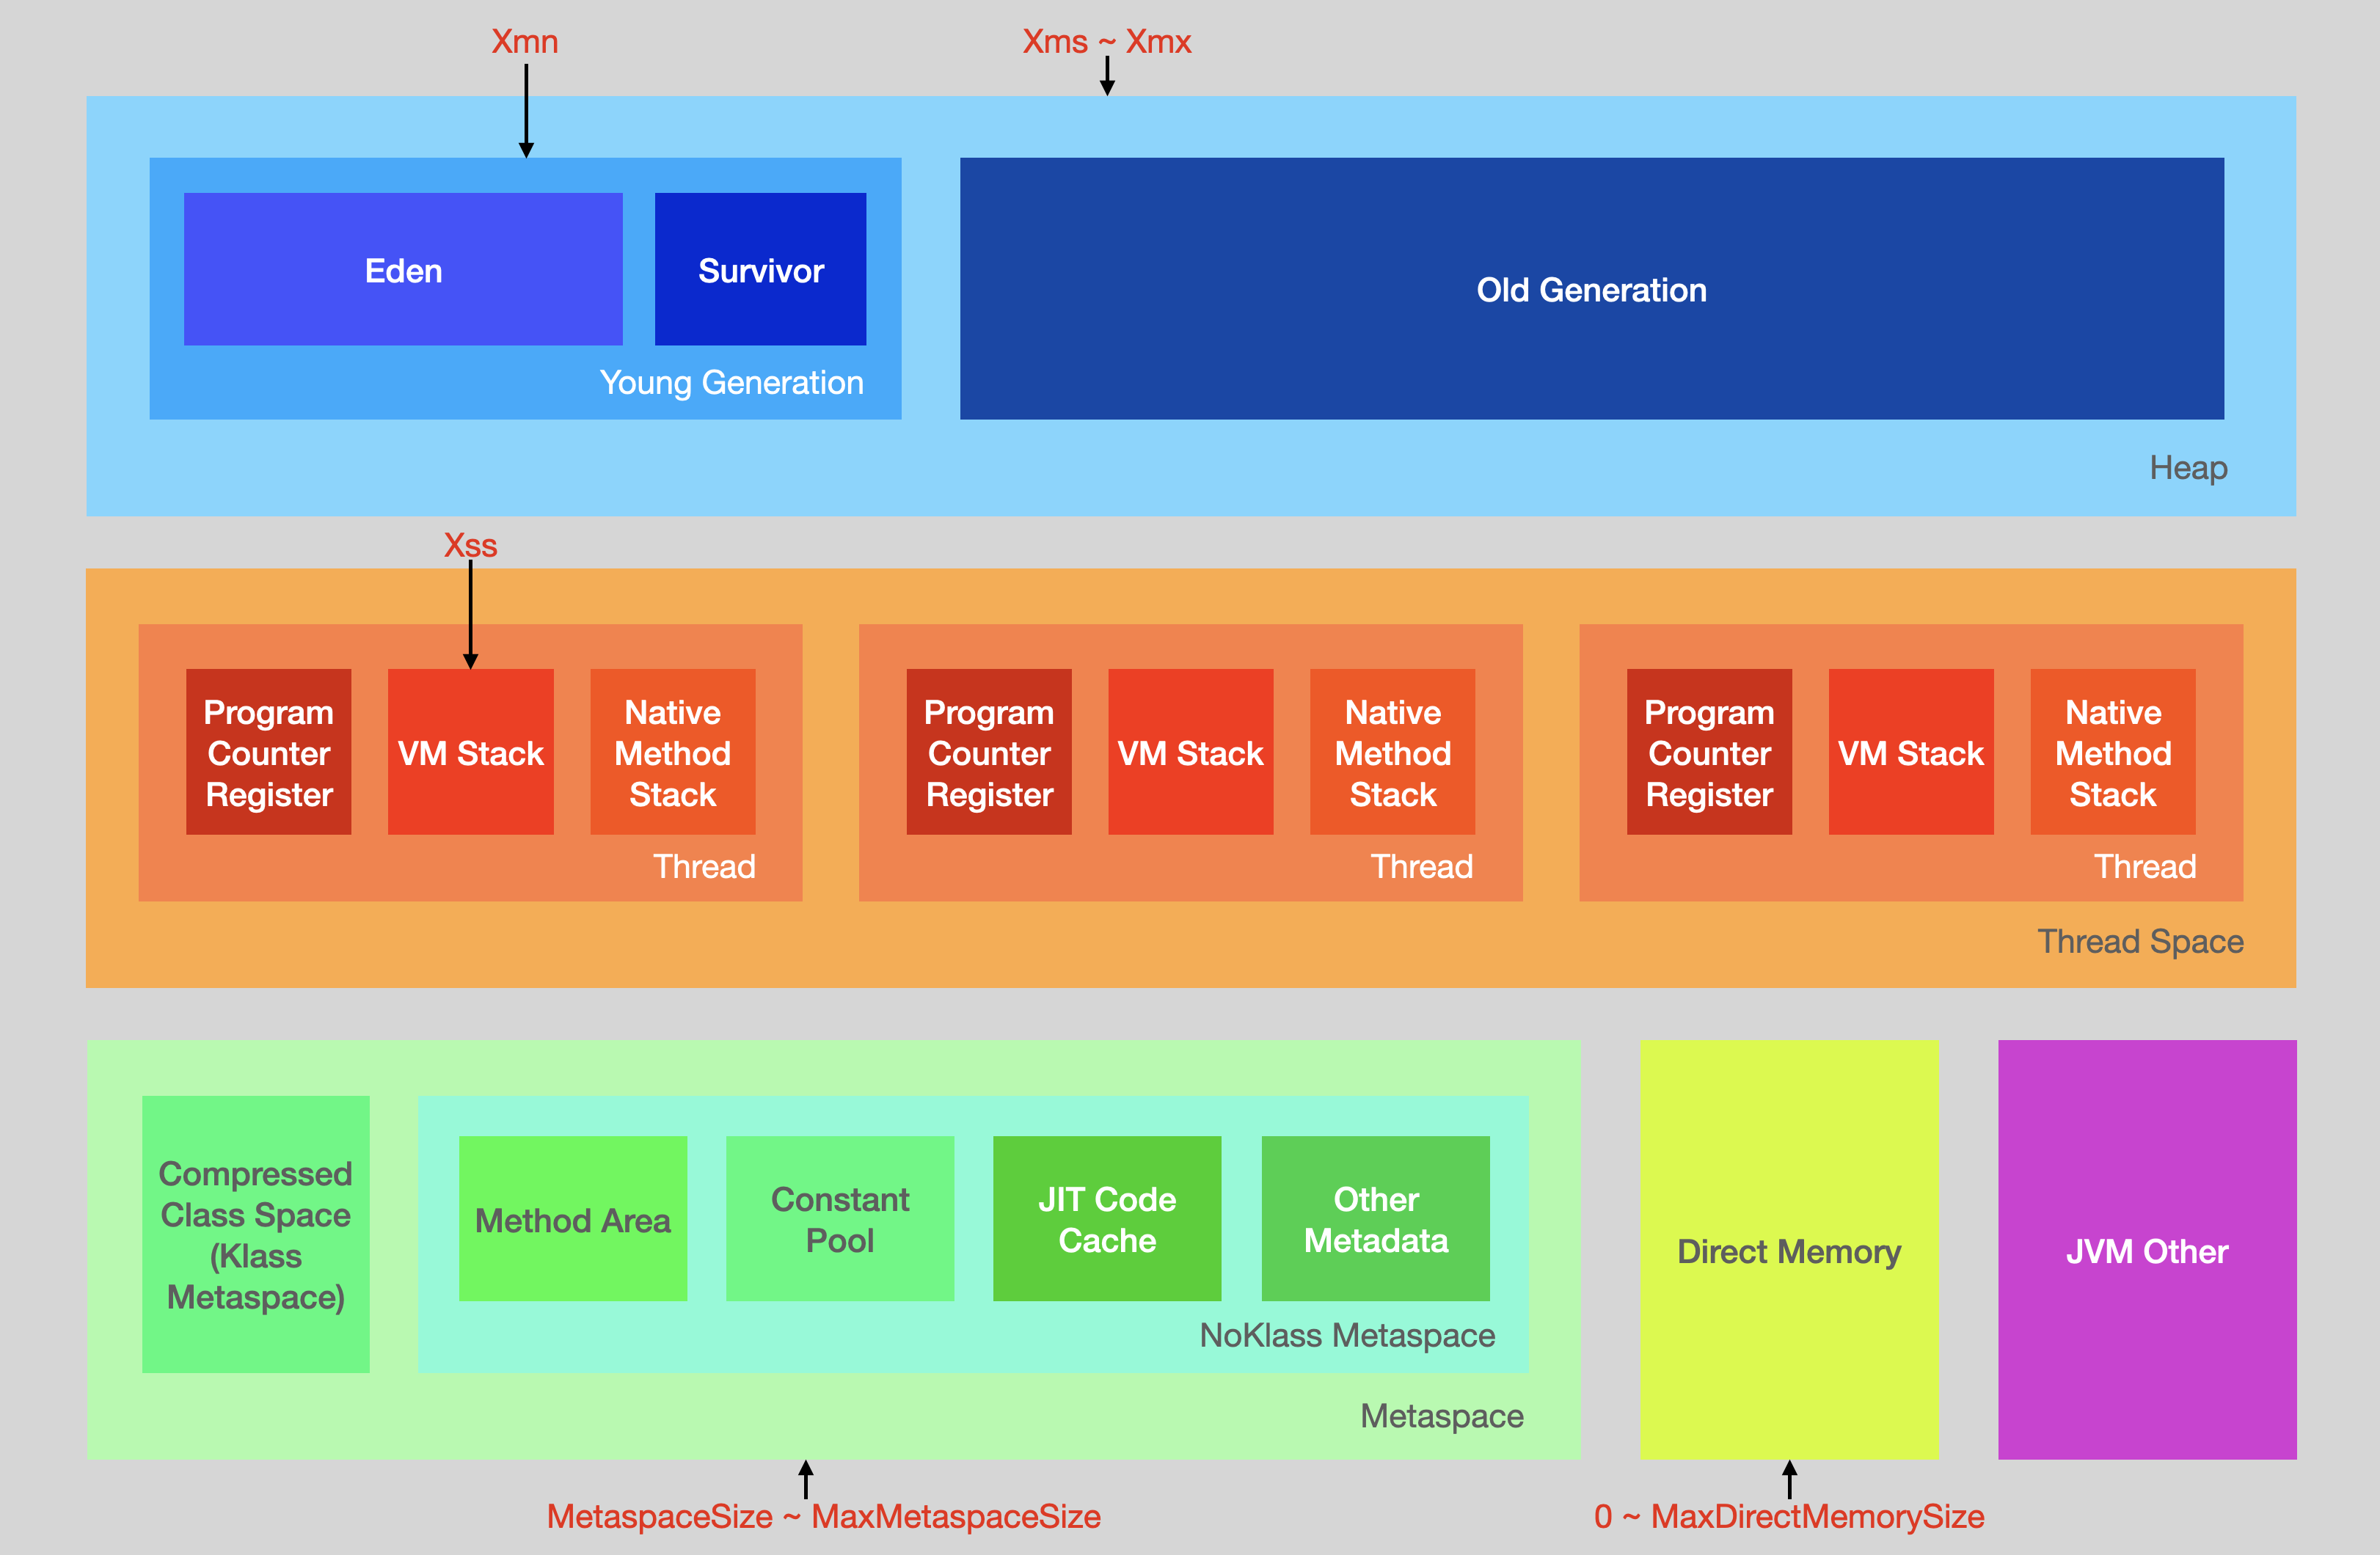 Xmn
Xms ~ Xmx
Eden
Survivor
Young Generation
Old Generation
Heap
Xss
Program
Counter
Register
VM Stack
Native
Method
Stack
Thread
Program
Counter
Register
VM Stack
Native
Method
Stack
Thread
Program
Counter
Register
VM Stack
Native
Method
Stack
Thread
Thread Space
Compressed
Class Space
(Klass
Metaspace)
Method Area
Constant
Pool
JIT Code
Cache
Other
Metadata
NoKlass Metaspace
Metaspace
Direct Memory
JVM Other
MetaspaceSize ~ MaxMetaspaceSize
0 ~ MaxDirectMemorySize